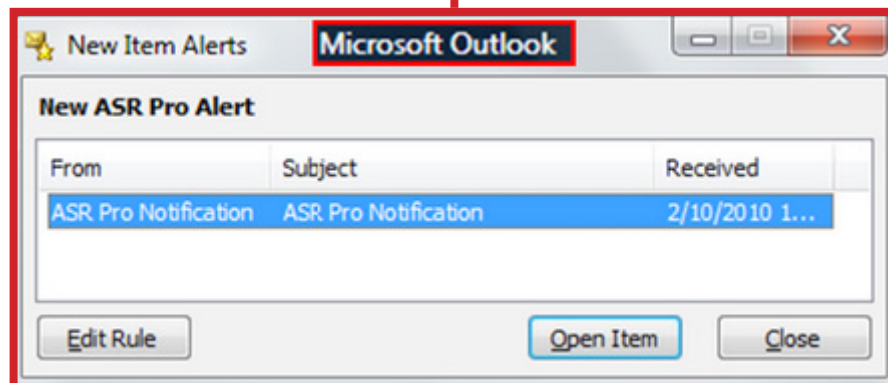 New Item Alerts Microsoft Outlook
New ASR Pro Alert
From Subject Received
ASR Pro Notification ASR Pro Notification 2/10/2010 1...
Edit Rule Open Item Close